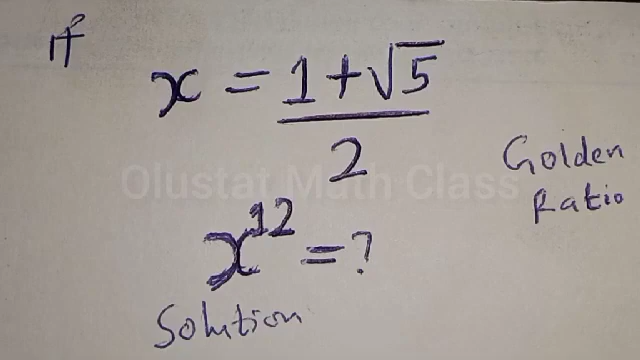 If
x = 1 + √5
2
Golden
Ratio
Olustat Math Class
x^12 = ?
Solution